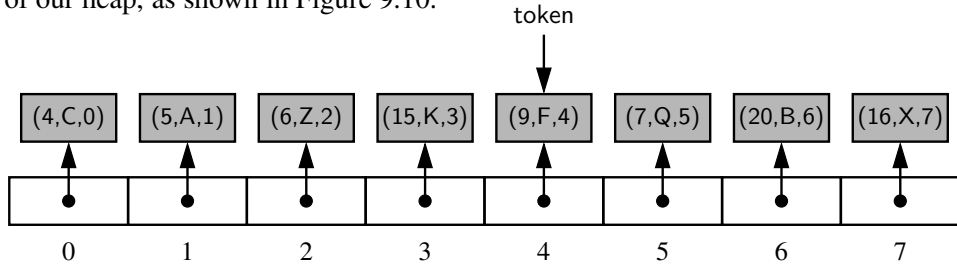 of our heap, as shown in Figure 9.10.
token
(4,C,0) (5,A,1) (6,Z,2) (15,K,3) (9,F,4) (7,Q,5) (20,B,6) (16,X,7)
0 1 2 3 4 5 6 7